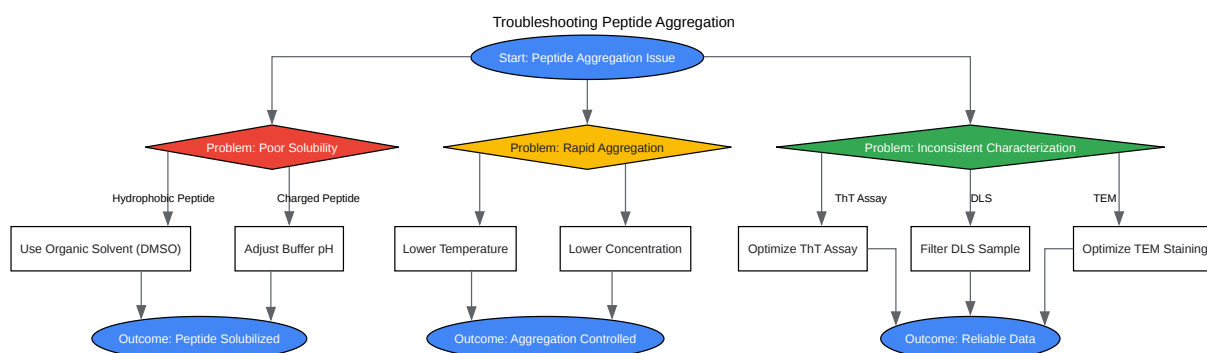 Troubleshooting Peptide Aggregation
Start: Peptide Aggregation Issue
Problem: Poor Solubility
Problem: Rapid Aggregation
Problem: Inconsistent Characterization
Hydrophobic Peptide
Charged Peptide
ThT Assay
DLS
TEM
Use Organic Solvent (DMSO)
Adjust Buffer pH
Lower Temperature
Lower Concentration
Optimize ThT Assay
Filter DLS Sample
Optimize TEM Staining
Outcome: Peptide Solubilized
Outcome: Aggregation Controlled
Outcome: Reliable Data